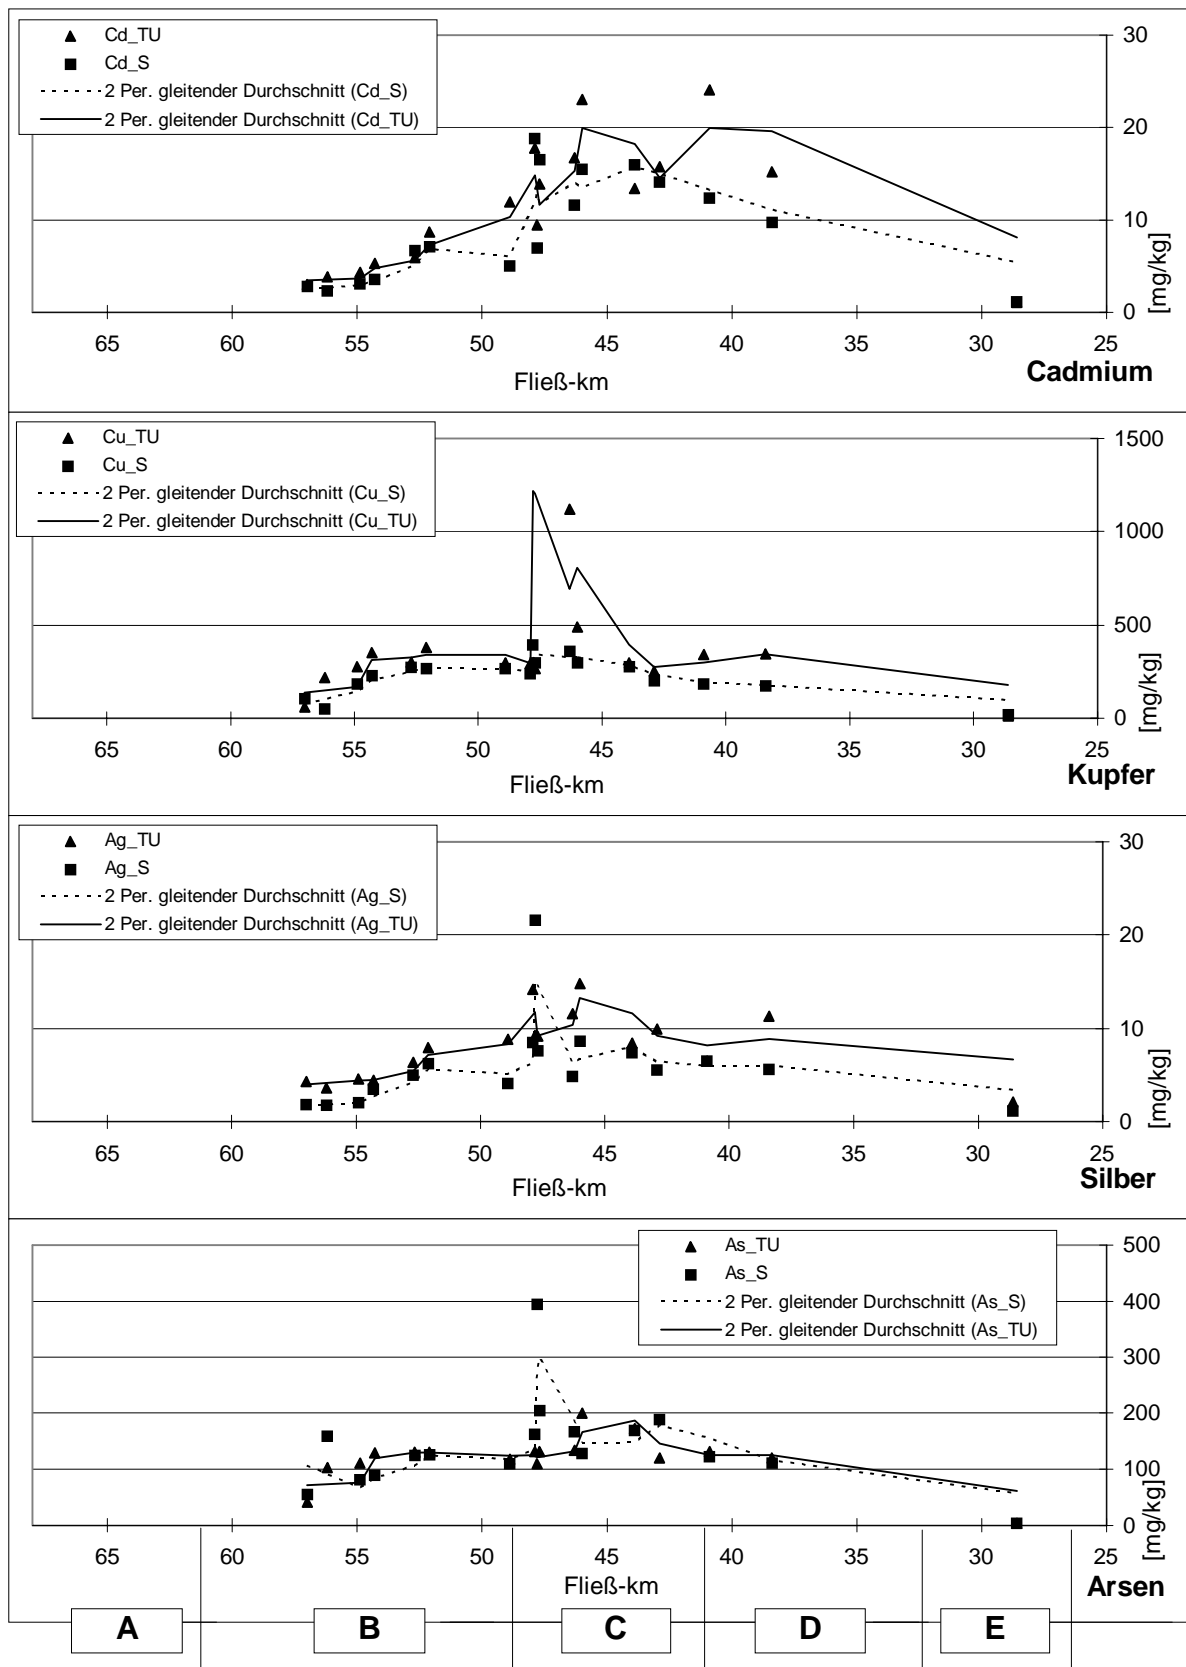 Cd_TU
Cd_S
2 Per. gleitender Durchschnitt (Cd_S)
2 Per. gleitender Durchschnitt (Cd_TU)
30
20
10
0
[mg/kg]
65 60 55 50 45 40 35 30 25
Fließ-km
Cadmium
Cu_TU
Cu_S
2 Per. gleitender Durchschnitt (Cu_S)
2 Per. gleitender Durchschnitt (Cu_TU)
1500
1000
500
0
[mg/kg]
65 60 55 50 45 40 35 30 25
Fließ-km
Kupfer
Ag_TU
Ag_S
2 Per. gleitender Durchschnitt (Ag_S)
2 Per. gleitender Durchschnitt (Ag_TU)
30
20
10
0
[mg/kg]
65 60 55 50 45 40 35 30 25
Fließ-km
Silber
As_TU
As_S
2 Per. gleitender Durchschnitt (As_S)
2 Per. gleitender Durchschnitt (As_TU)
500
400
300
200
100
0
[mg/kg]
65 60 55 50 45 40 35 30 25
Fließ-km
Arsen
A B C D E